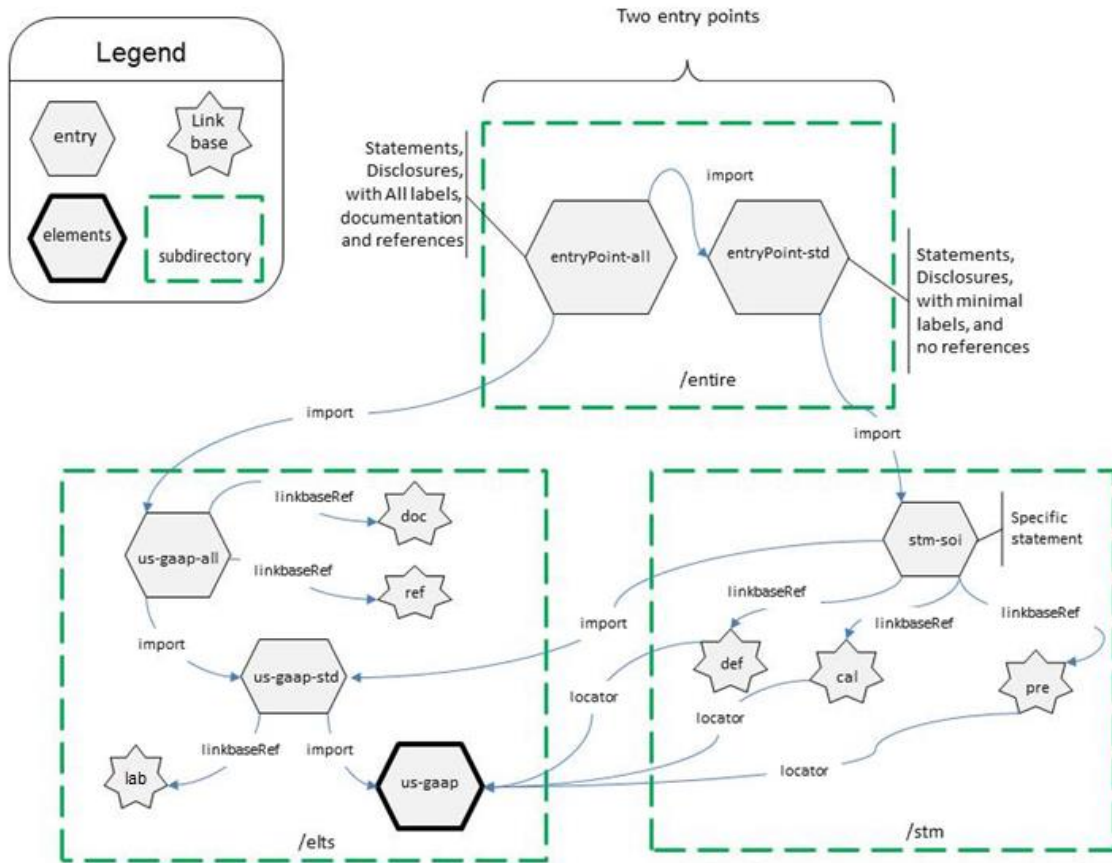 Two entry points
Legend
entry
Link
base
elements
subdirectory
Statements,
Disclosures,
with All labels,
documentation
and references
import
entryPoint-all
entryPoint-std
Statements,
Disclosures,
with minimal
labels, and
no references
/entire
import
import
linkbaseRef
doc
us-gaap-all
linkbaseRef
ref
stm-soi
Specific
statement
linkbaseRef
linkbaseRef
linkbaseRef
import
import
us-gaap-std
def
cal
pre
locator
locator
locator
linkbaseRef
import
lab
us-gaap
/elts
/stm